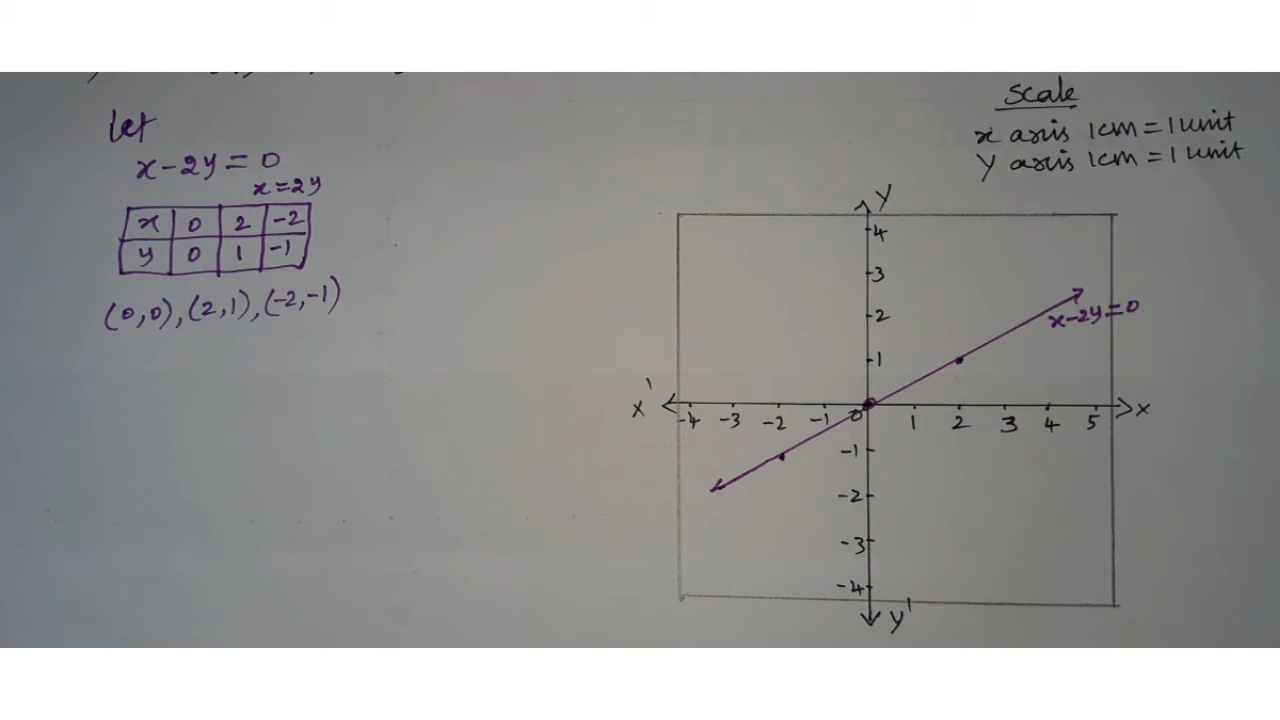 Let
x-2y=0
x=2y
x 0 2 -2
y 0 1 -1
(0,0), (2,1), (-2,-1)
Scale
x axis 1cm = 1 unit
Y axis 1cm = 1 unit
Y
4
3
2
1
x-2y=0
X' -4 -3 -2 -1 0 1 2 3 4 5 X
-1
-2
-3
-4
Y'